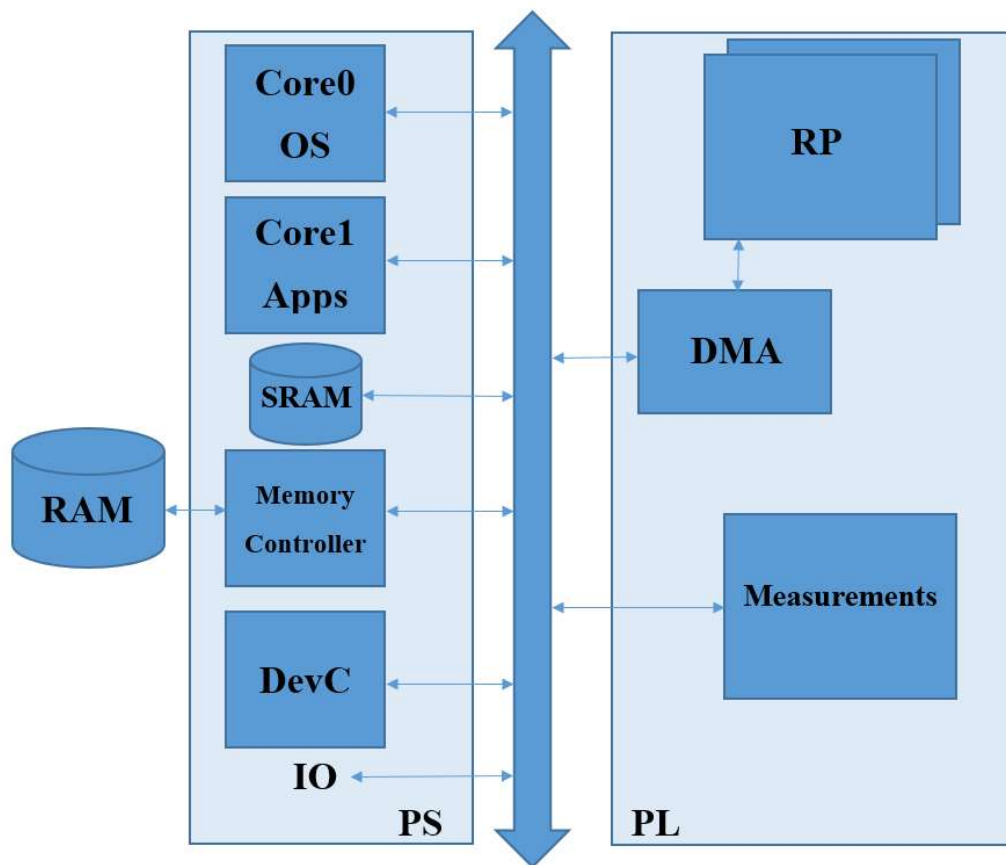 Core0
OS
Core1
Apps
SRAM
RAM
Memory
Controller
DevC
IO
PS
RP
DMA
Measurements
PL